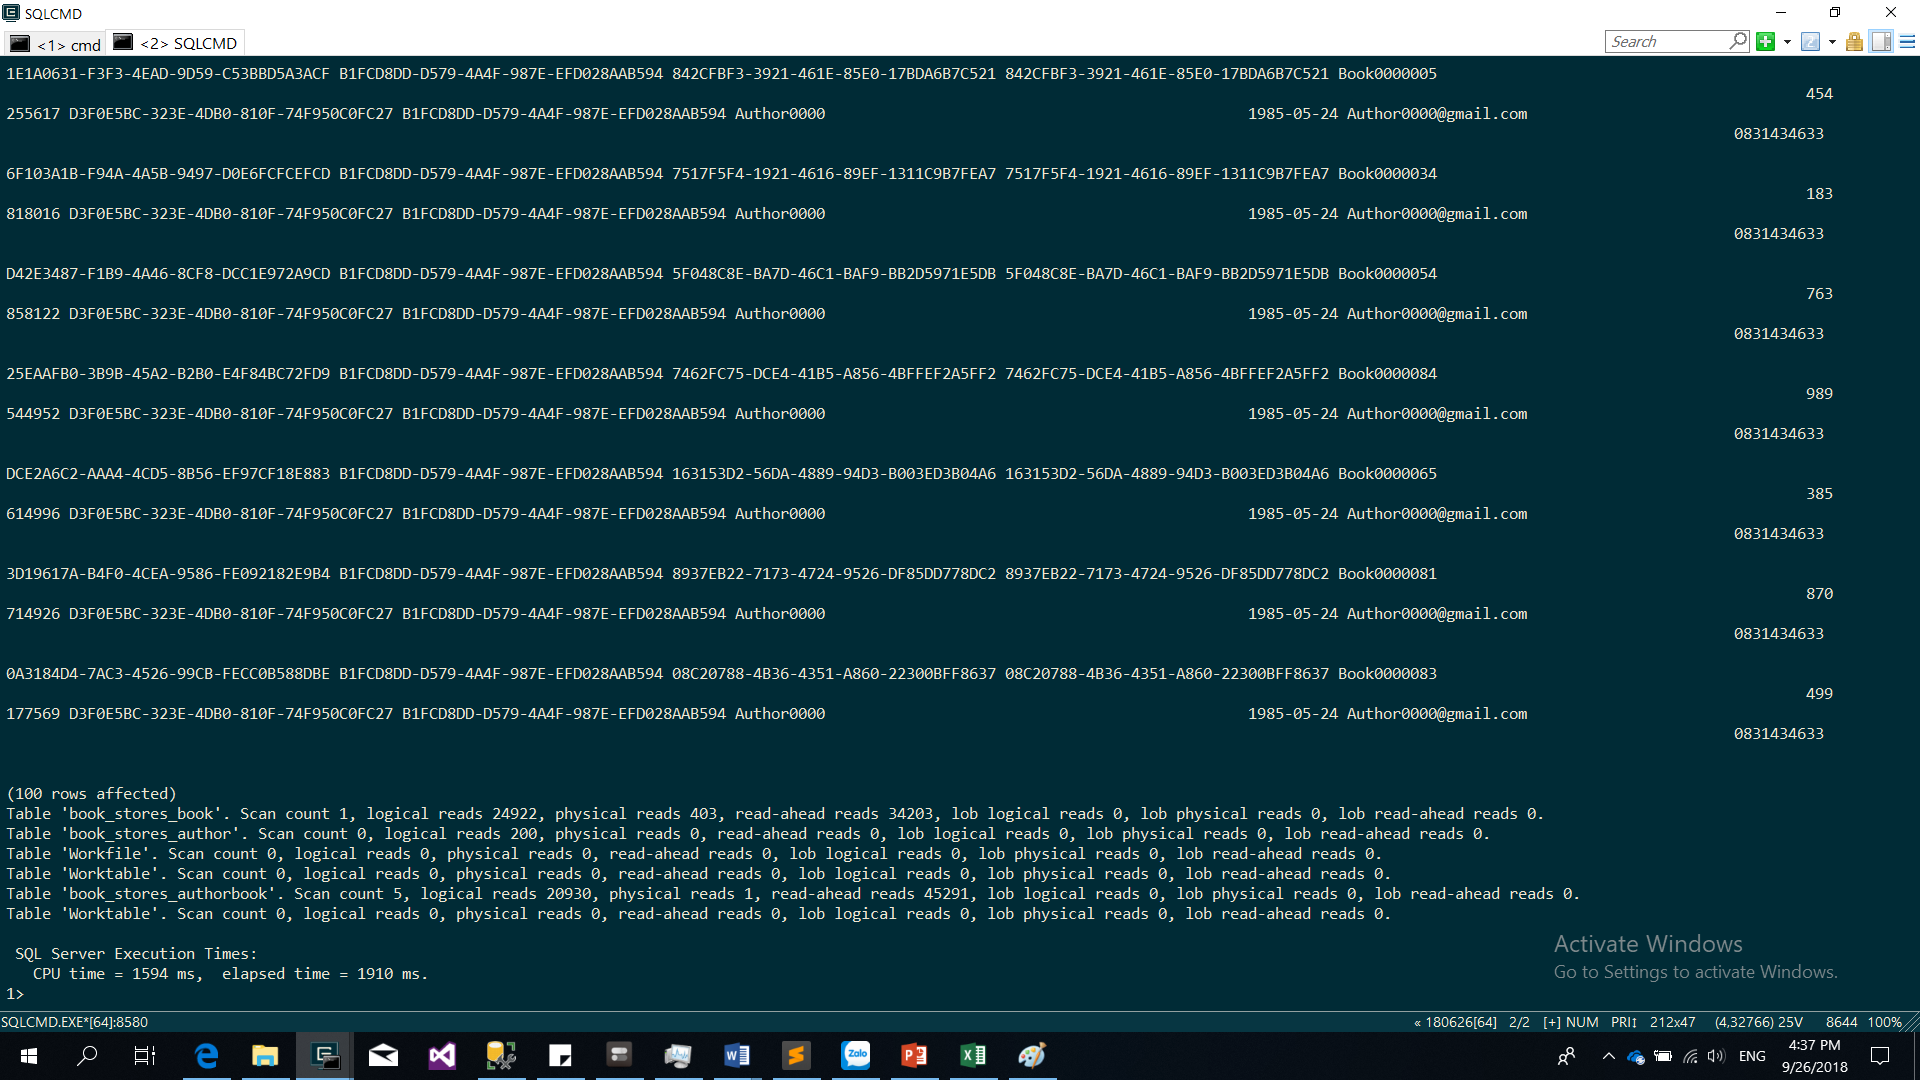 SQLCMD
<1> cmd <2> SQLCMD Search
1E1A0631-F3F3-4EAD-9D59-C53BBD5A3ACF B1FCD8DD-D579-4A4F-987E-EFD028AAB594 842CFBF3-3921-461E-85E0-17BDA6B7C521 842CFBF3-3921-461E-85E0-17BDA6B7C521 Book0000005
454
255617 D3F0E5BC-323E-4DB0-810F-74F950C0FC27 B1FCD8DD-D579-4A4F-987E-EFD028AAB594 Author0000 1985-05-24 Author0000@gmail.com
0831434633
6F103A1B-F94A-4A5B-9497-D0E6FCFCEFCD B1FCD8DD-D579-4A4F-987E-EFD028AAB594 7517F5F4-1921-4616-89EF-1311C9B7FEA7 7517F5F4-1921-4616-89EF-1311C9B7FEA7 Book0000034
183
818016 D3F0E5BC-323E-4DB0-810F-74F950C0FC27 B1FCD8DD-D579-4A4F-987E-EFD028AAB594 Author0000 1985-05-24 Author0000@gmail.com
0831434633
D42E3487-F1B9-4A46-8CF8-DCC1E972A9CD B1FCD8DD-D579-4A4F-987E-EFD028AAB594 5F048C8E-BA7D-46C1-BAF9-BB2D5971E5DB 5F048C8E-BA7D-46C1-BAF9-BB2D5971E5DB Book0000054
763
858122 D3F0E5BC-323E-4DB0-810F-74F950C0FC27 B1FCD8DD-D579-4A4F-987E-EFD028AAB594 Author0000 1985-05-24 Author0000@gmail.com
0831434633
25EAAFB0-3B9B-45A2-B2B0-E4F84BC72FD9 B1FCD8DD-D579-4A4F-987E-EFD028AAB594 7462FC75-DCE4-41B5-A856-4BFFEF2A5FF2 7462FC75-DCE4-41B5-A856-4BFFEF2A5FF2 Book0000084
989
544952 D3F0E5BC-323E-4DB0-810F-74F950C0FC27 B1FCD8DD-D579-4A4F-987E-EFD028AAB594 Author0000 1985-05-24 Author0000@gmail.com
0831434633
DCE2A6C2-AAA4-4CD5-8B56-EF97CF18E883 B1FCD8DD-D579-4A4F-987E-EFD028AAB594 163153D2-56DA-4889-94D3-B003ED3B04A6 163153D2-56DA-4889-94D3-B003ED3B04A6 Book0000065
385
614996 D3F0E5BC-323E-4DB0-810F-74F950C0FC27 B1FCD8DD-D579-4A4F-987E-EFD028AAB594 Author0000 1985-05-24 Author0000@gmail.com
0831434633
3D19617A-B4F0-4CEA-9586-FE092182E9B4 B1FCD8DD-D579-4A4F-987E-EFD028AAB594 8937EB22-7173-4724-9526-DF85DD778DC2 8937EB22-7173-4724-9526-DF85DD778DC2 Book0000081
870
714926 D3F0E5BC-323E-4DB0-810F-74F950C0FC27 B1FCD8DD-D579-4A4F-987E-EFD028AAB594 Author0000 1985-05-24 Author0000@gmail.com
0831434633
0A3184D4-7AC3-4526-99CB-FECC0B588DBE B1FCD8DD-D579-4A4F-987E-EFD028AAB594 08C20788-4B36-4351-A860-22300BFF8637 08C20788-4B36-4351-A860-22300BFF8637 Book0000083
499
177569 D3F0E5BC-323E-4DB0-810F-74F950C0FC27 B1FCD8DD-D579-4A4F-987E-EFD028AAB594 Author0000 1985-05-24 Author0000@gmail.com
0831434633
(100 rows affected)
Table 'book_stores_book'. Scan count 1, logical reads 24922, physical reads 403, read-ahead reads 34203, lob logical reads 0, lob physical reads 0, lob read-ahead reads 0.
Table 'book_stores_author'. Scan count 0, logical reads 200, physical reads 0, read-ahead reads 0, lob logical reads 0, lob physical reads 0, lob read-ahead reads 0.
Table 'Workfile'. Scan count 0, logical reads 0, physical reads 0, read-ahead reads 0, lob logical reads 0, lob physical reads 0, lob read-ahead reads 0.
Table 'Worktable'. Scan count 0, logical reads 0, physical reads 0, read-ahead reads 0, lob logical reads 0, lob physical reads 0, lob read-ahead reads 0.
Table 'book_stores_authorbook'. Scan count 5, logical reads 20930, physical reads 1, read-ahead reads 45291, lob logical reads 0, lob physical reads 0, lob read-ahead reads 0.
Table 'Worktable'. Scan count 0, logical reads 0, physical reads 0, read-ahead reads 0, lob logical reads 0, lob physical reads 0, lob read-ahead reads 0.
SQL Server Execution Times:
CPU time = 1594 ms,  elapsed time = 1910 ms.
1>
Activate Windows
Go to Settings to activate Windows.
SQLCMD.EXE*[64]:8580 « 180626[64] 2/2 [+] NUM PRI↕ 212x47 (4,32766) 25V 8644 100%
Zalo ENG 4:37 PM
9/26/2018